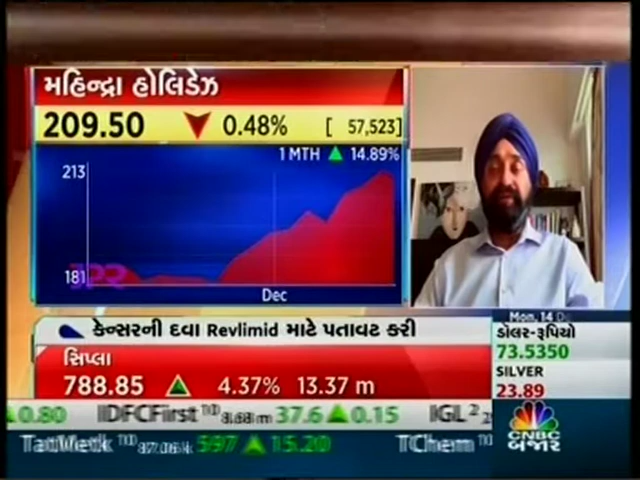 મહિન્દ્રા હોલિડેઝ
209.50 ▼ 0.48% [ 57,523]
1 MTH ▲ 14.89%
213
181
Dec
કેન્સરની દવા Revlimid માટે પતાવટ કરી
સિપ્લા
788.85 ▲ 4.37% 13.37 m
Mon, 14
ડોલર-રૂપિયો
73.5350
SILVER
23.89
▲0.80 IDFCFirst 37.6▲0.15 IGL
597▲15.20 TChem
CNBC
બજાર